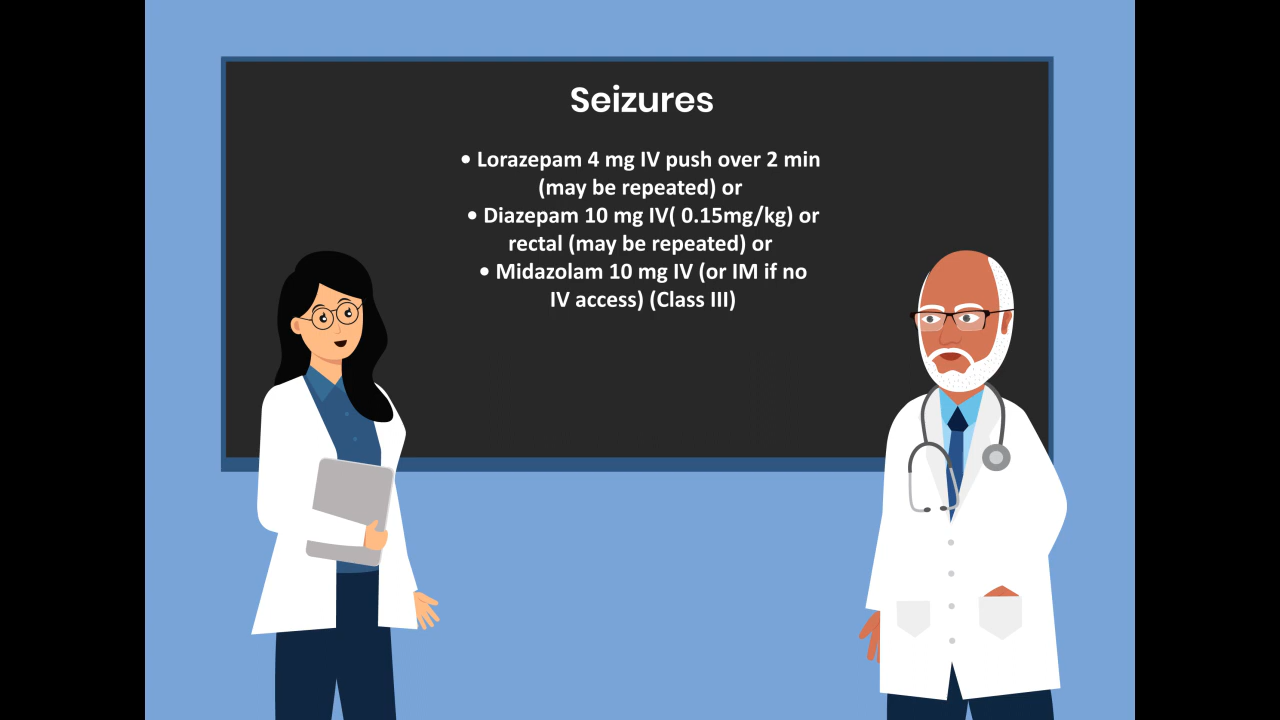 Seizures
• Lorazepam 4 mg IV push over 2 min
(may be repeated) or
• Diazepam 10 mg IV( 0.15mg/kg) or
rectal (may be repeated) or
• Midazolam 10 mg IV (or IM if no
IV access) (Class III)